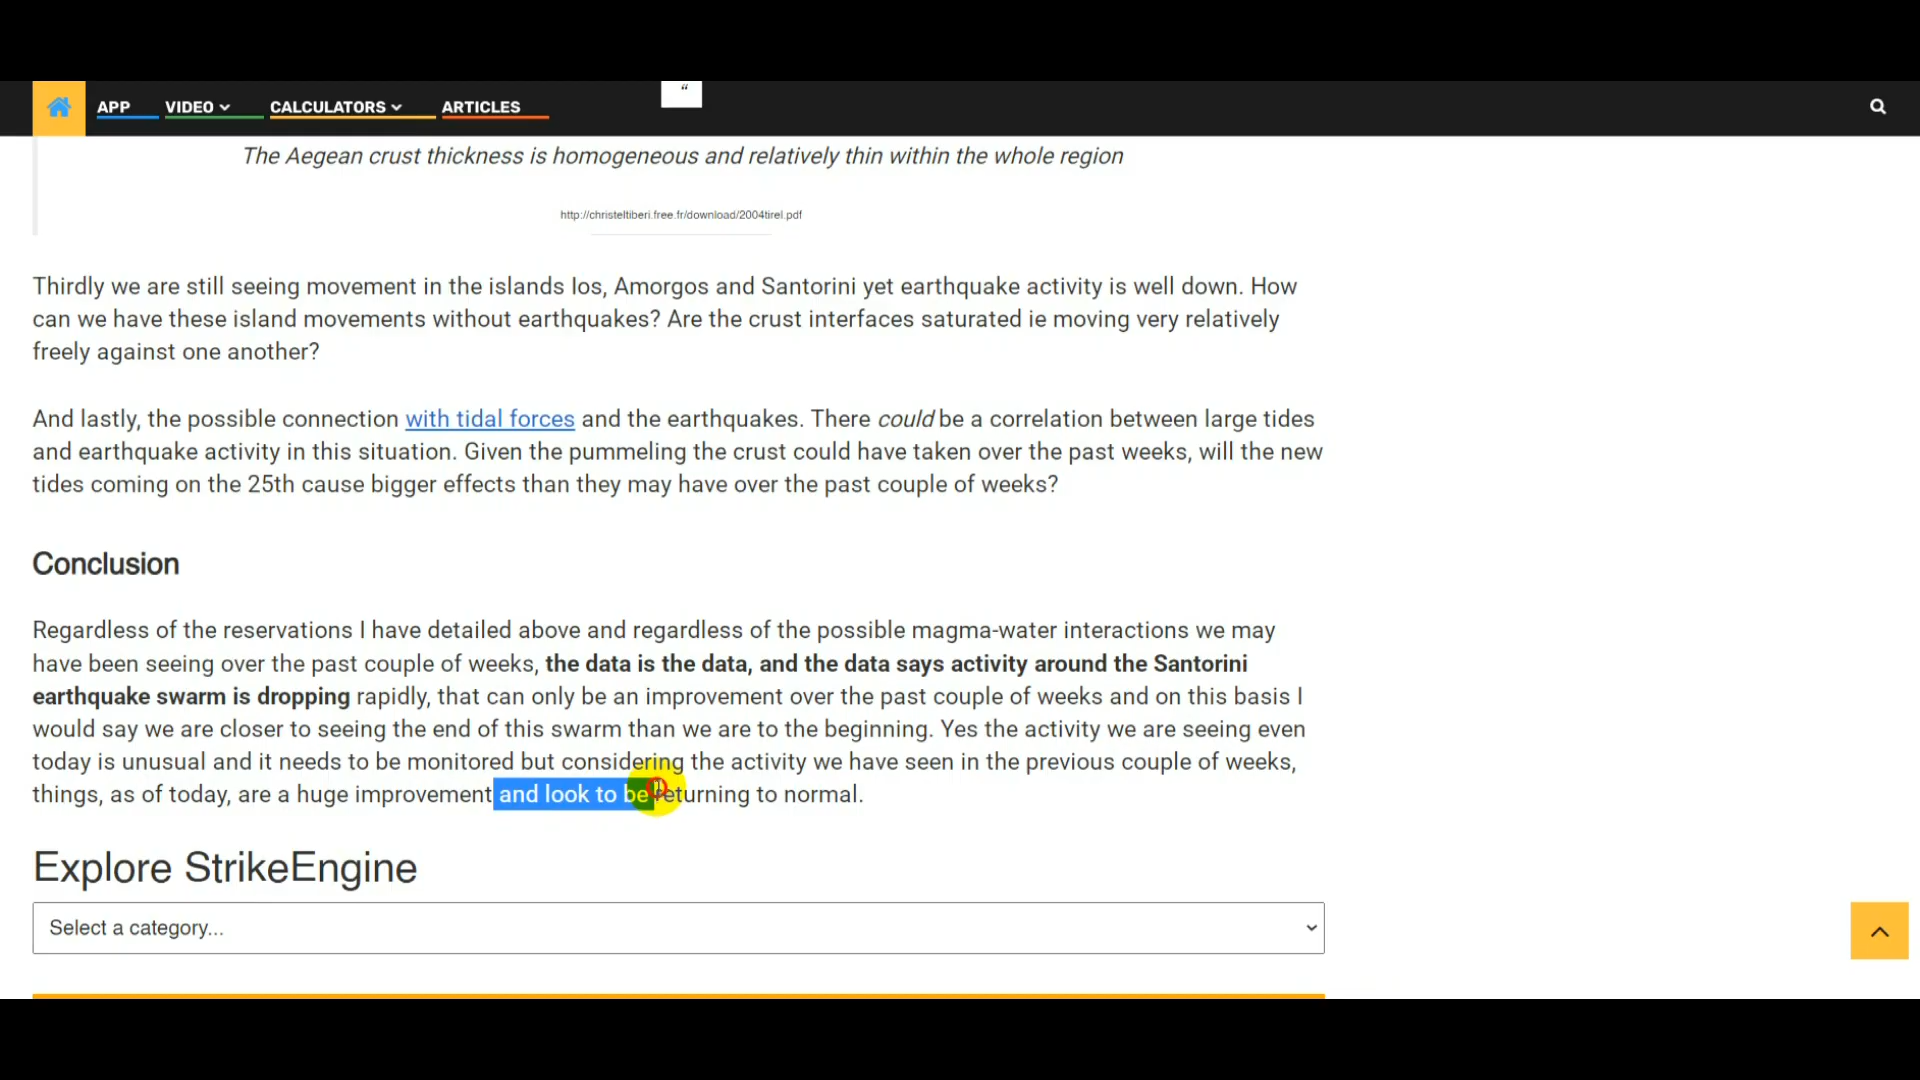 APP VIDEO CALCULATORS ARTICLES
“
The Aegean crust thickness is homogeneous and relatively thin within the whole region
http://christeltiberi.free.fr/download/2004tirel.pdf
Thirdly we are still seeing movement in the islands Ios, Amorgos and Santorini yet earthquake activity is well down. How
can we have these island movements without earthquakes? Are the crust interfaces saturated ie moving very relatively
freely against one another?
And lastly, the possible connection with tidal forces and the earthquakes. There could be a correlation between large tides
and earthquake activity in this situation. Given the pummeling the crust could have taken over the past weeks, will the new
tides coming on the 25th cause bigger effects than they may have over the past couple of weeks?
Conclusion
Regardless of the reservations I have detailed above and regardless of the possible magma-water interactions we may
have been seeing over the past couple of weeks, the data is the data, and the data says activity around the Santorini
earthquake swarm is dropping rapidly, that can only be an improvement over the past couple of weeks and on this basis I
would say we are closer to seeing the end of this swarm than we are to the beginning. Yes the activity we are seeing even
today is unusual and it needs to be monitored but considering the activity we have seen in the previous couple of weeks,
things, as of today, are a huge improvement and look to be returning to normal.
Explore StrikeEngine
Select a category...